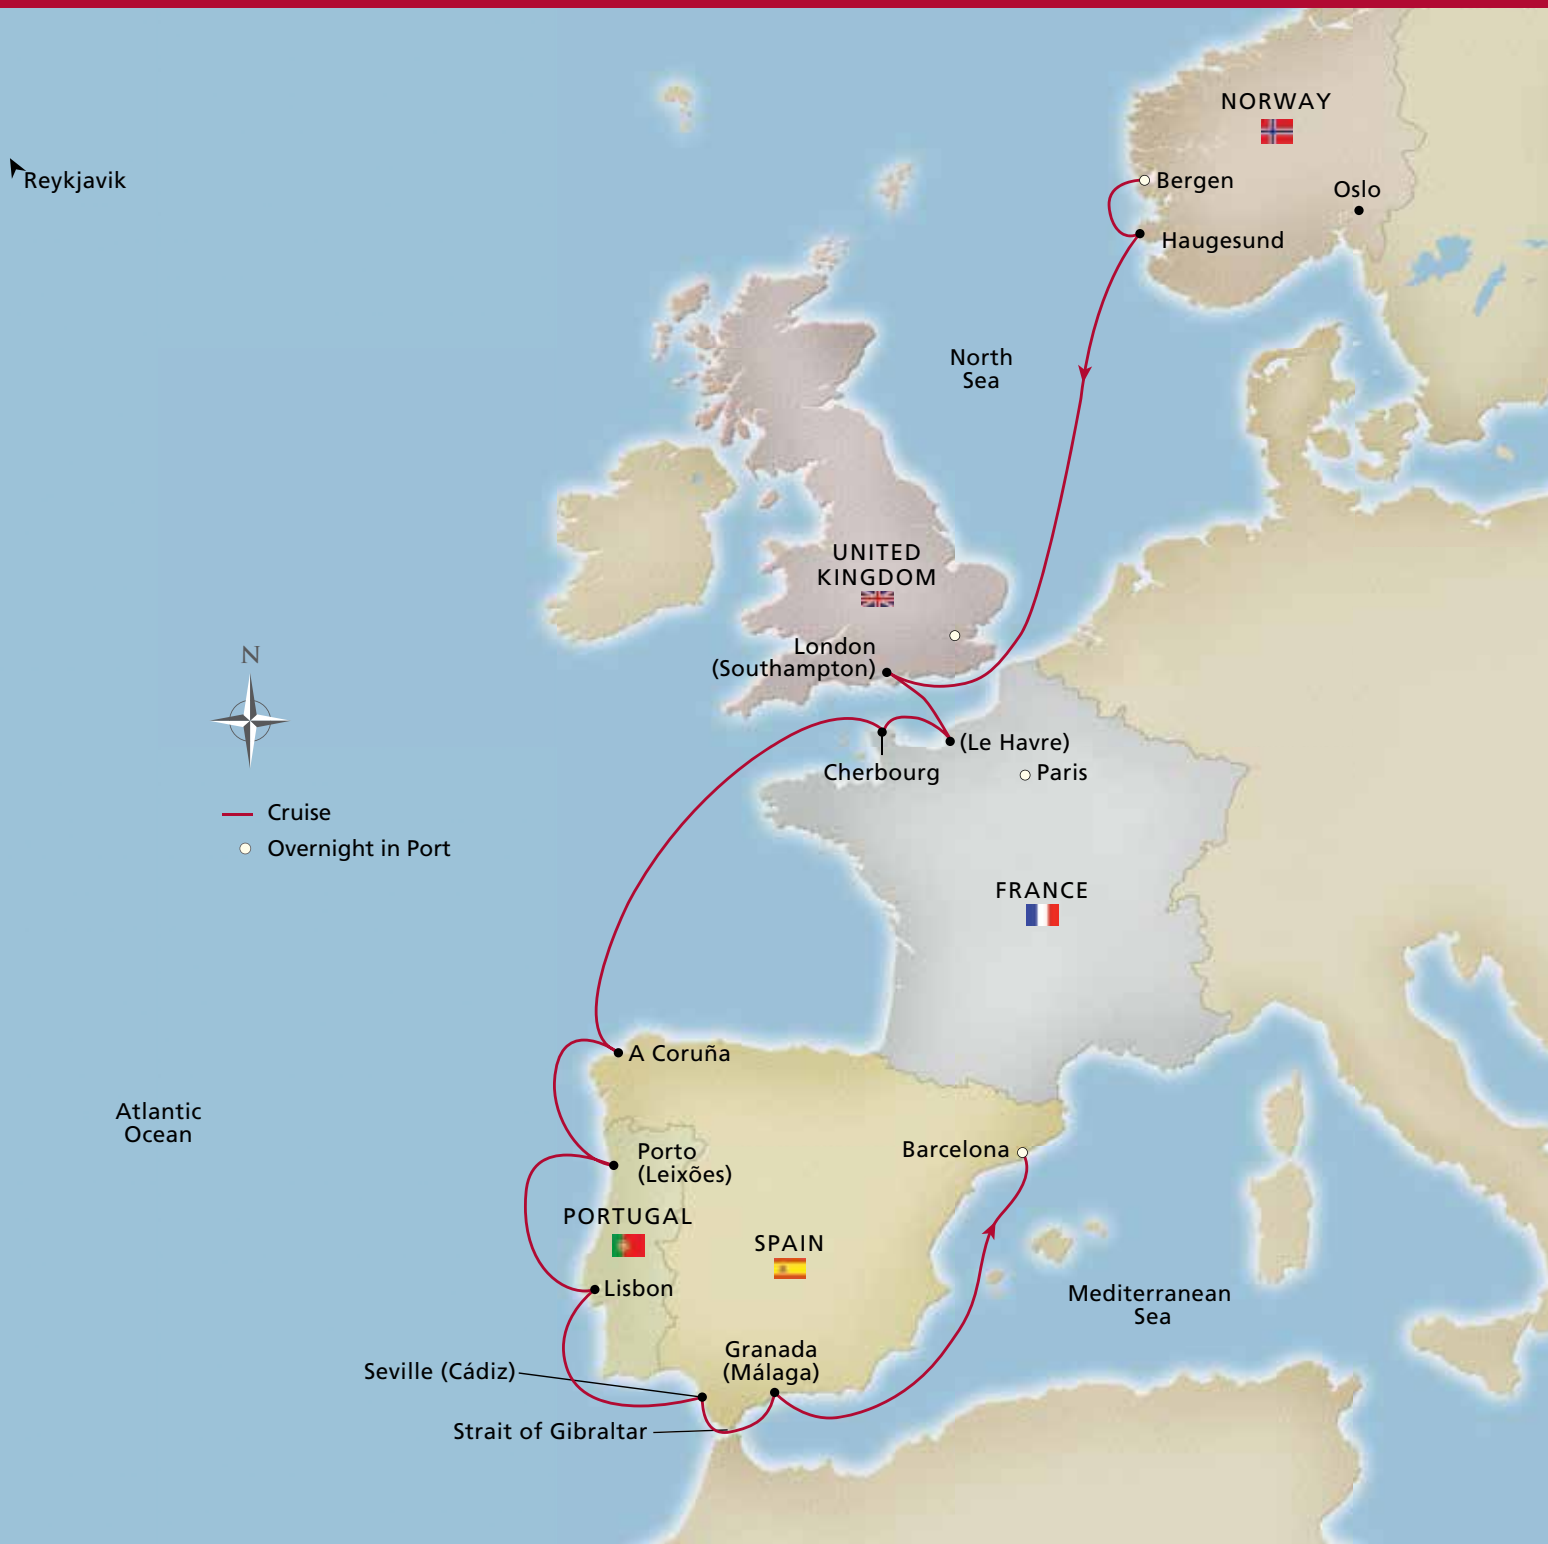 NORWAY
Reykjavik
Bergen
Oslo
Haugesund
North
Sea
UNITED
KINGDOM
London
(Southampton)
N
(Le Havre)
Cherbourg
Paris
Cruise
Overnight in Port
FRANCE
A Coruña
Atlantic
Ocean
Porto
(Leixões)
Barcelona
PORTUGAL
SPAIN
Lisbon
Mediterranean
Sea
Granada
(Málaga)
Seville (Cádiz)
Strait of Gibraltar